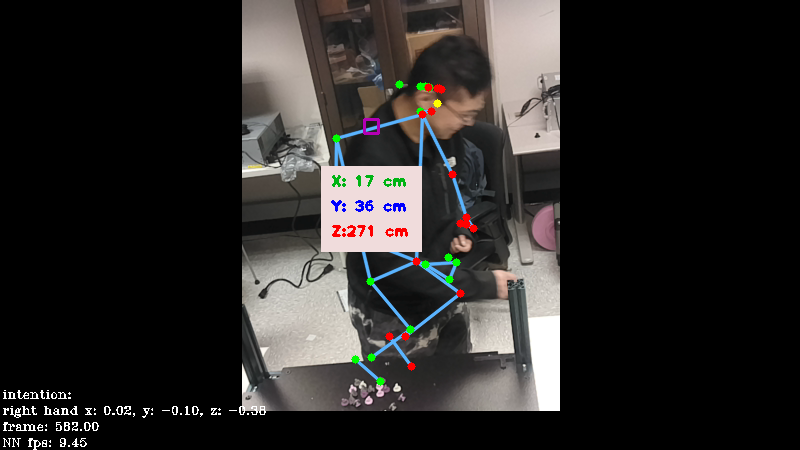 X: 17 cm
Y: 36 cm
Z:271 cm
intention:
right hand x: 0.02, y: -0.10, z: -0.38
frame: 582.00
NN fps: 9.45